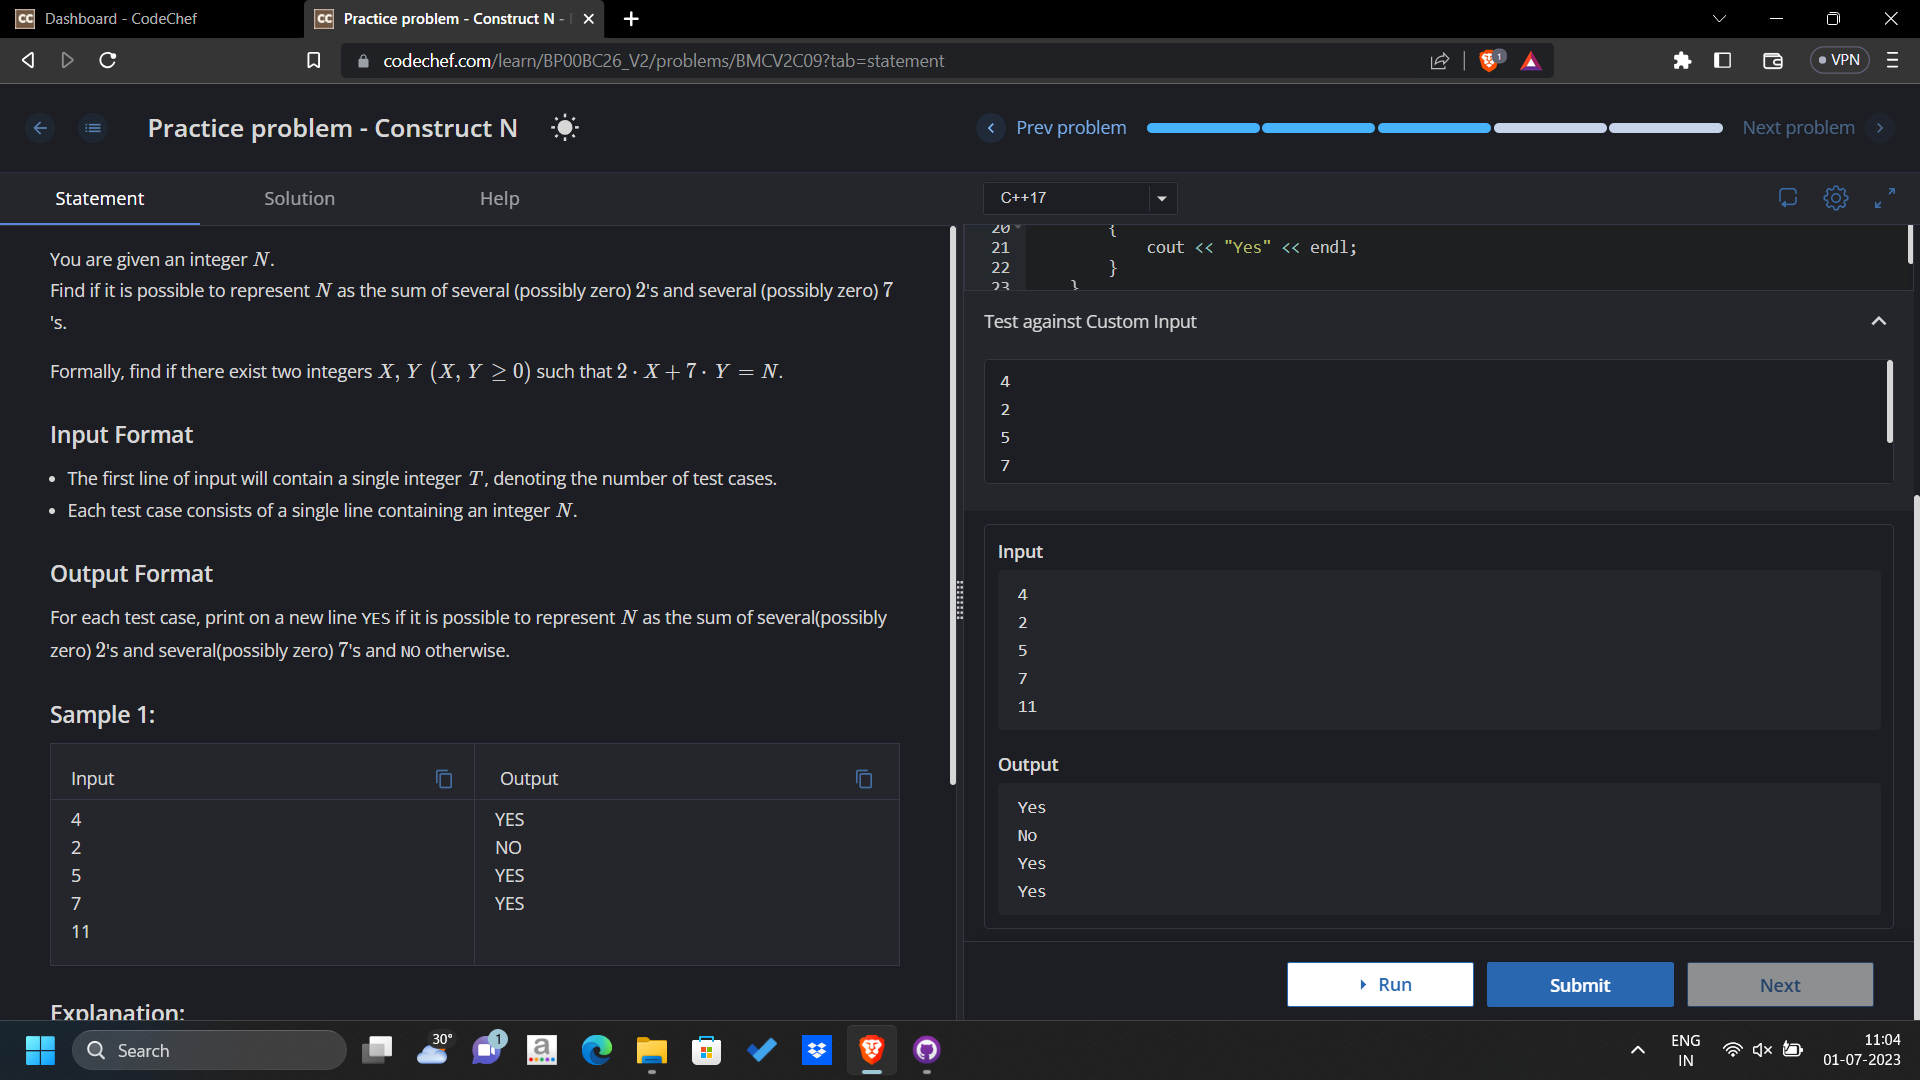 Dashboard - CodeChef
Practice problem - Construct N -
codechef.com/learn/BP00BC26_V2/problems/BMCV2C09?tab=statement
1
VPN
Practice problem - Construct N
Prev problem
Next problem
Statement
Solution
Help
You are given an integer N.
Find if it is possible to represent N as the sum of several (possibly zero) 2's and several (possibly zero) 7
's.
Formally, find if there exist two integers X, Y (X, Y ≥ 0) such that 2 · X + 7 · Y = N.
Input Format
• The first line of input will contain a single integer T, denoting the number of test cases.
• Each test case consists of a single line containing an integer N.
Output Format
For each test case, print on a new line YES if it is possible to represent N as the sum of several(possibly
zero) 2's and several(possibly zero) 7's and NO otherwise.
Sample 1:
Input
Output
4
2
5
7
11
YES
NO
YES
YES
Explanation:
C++17
20 {
21 cout << "Yes" << endl;
22 }
23 }
Test against Custom Input
4
2
5
7
Input
4
2
5
7
11
Output
Yes
No
Yes
Yes
Run
Submit
Next
Search
30°
1
a
ENG
IN
11:04
01-07-2023